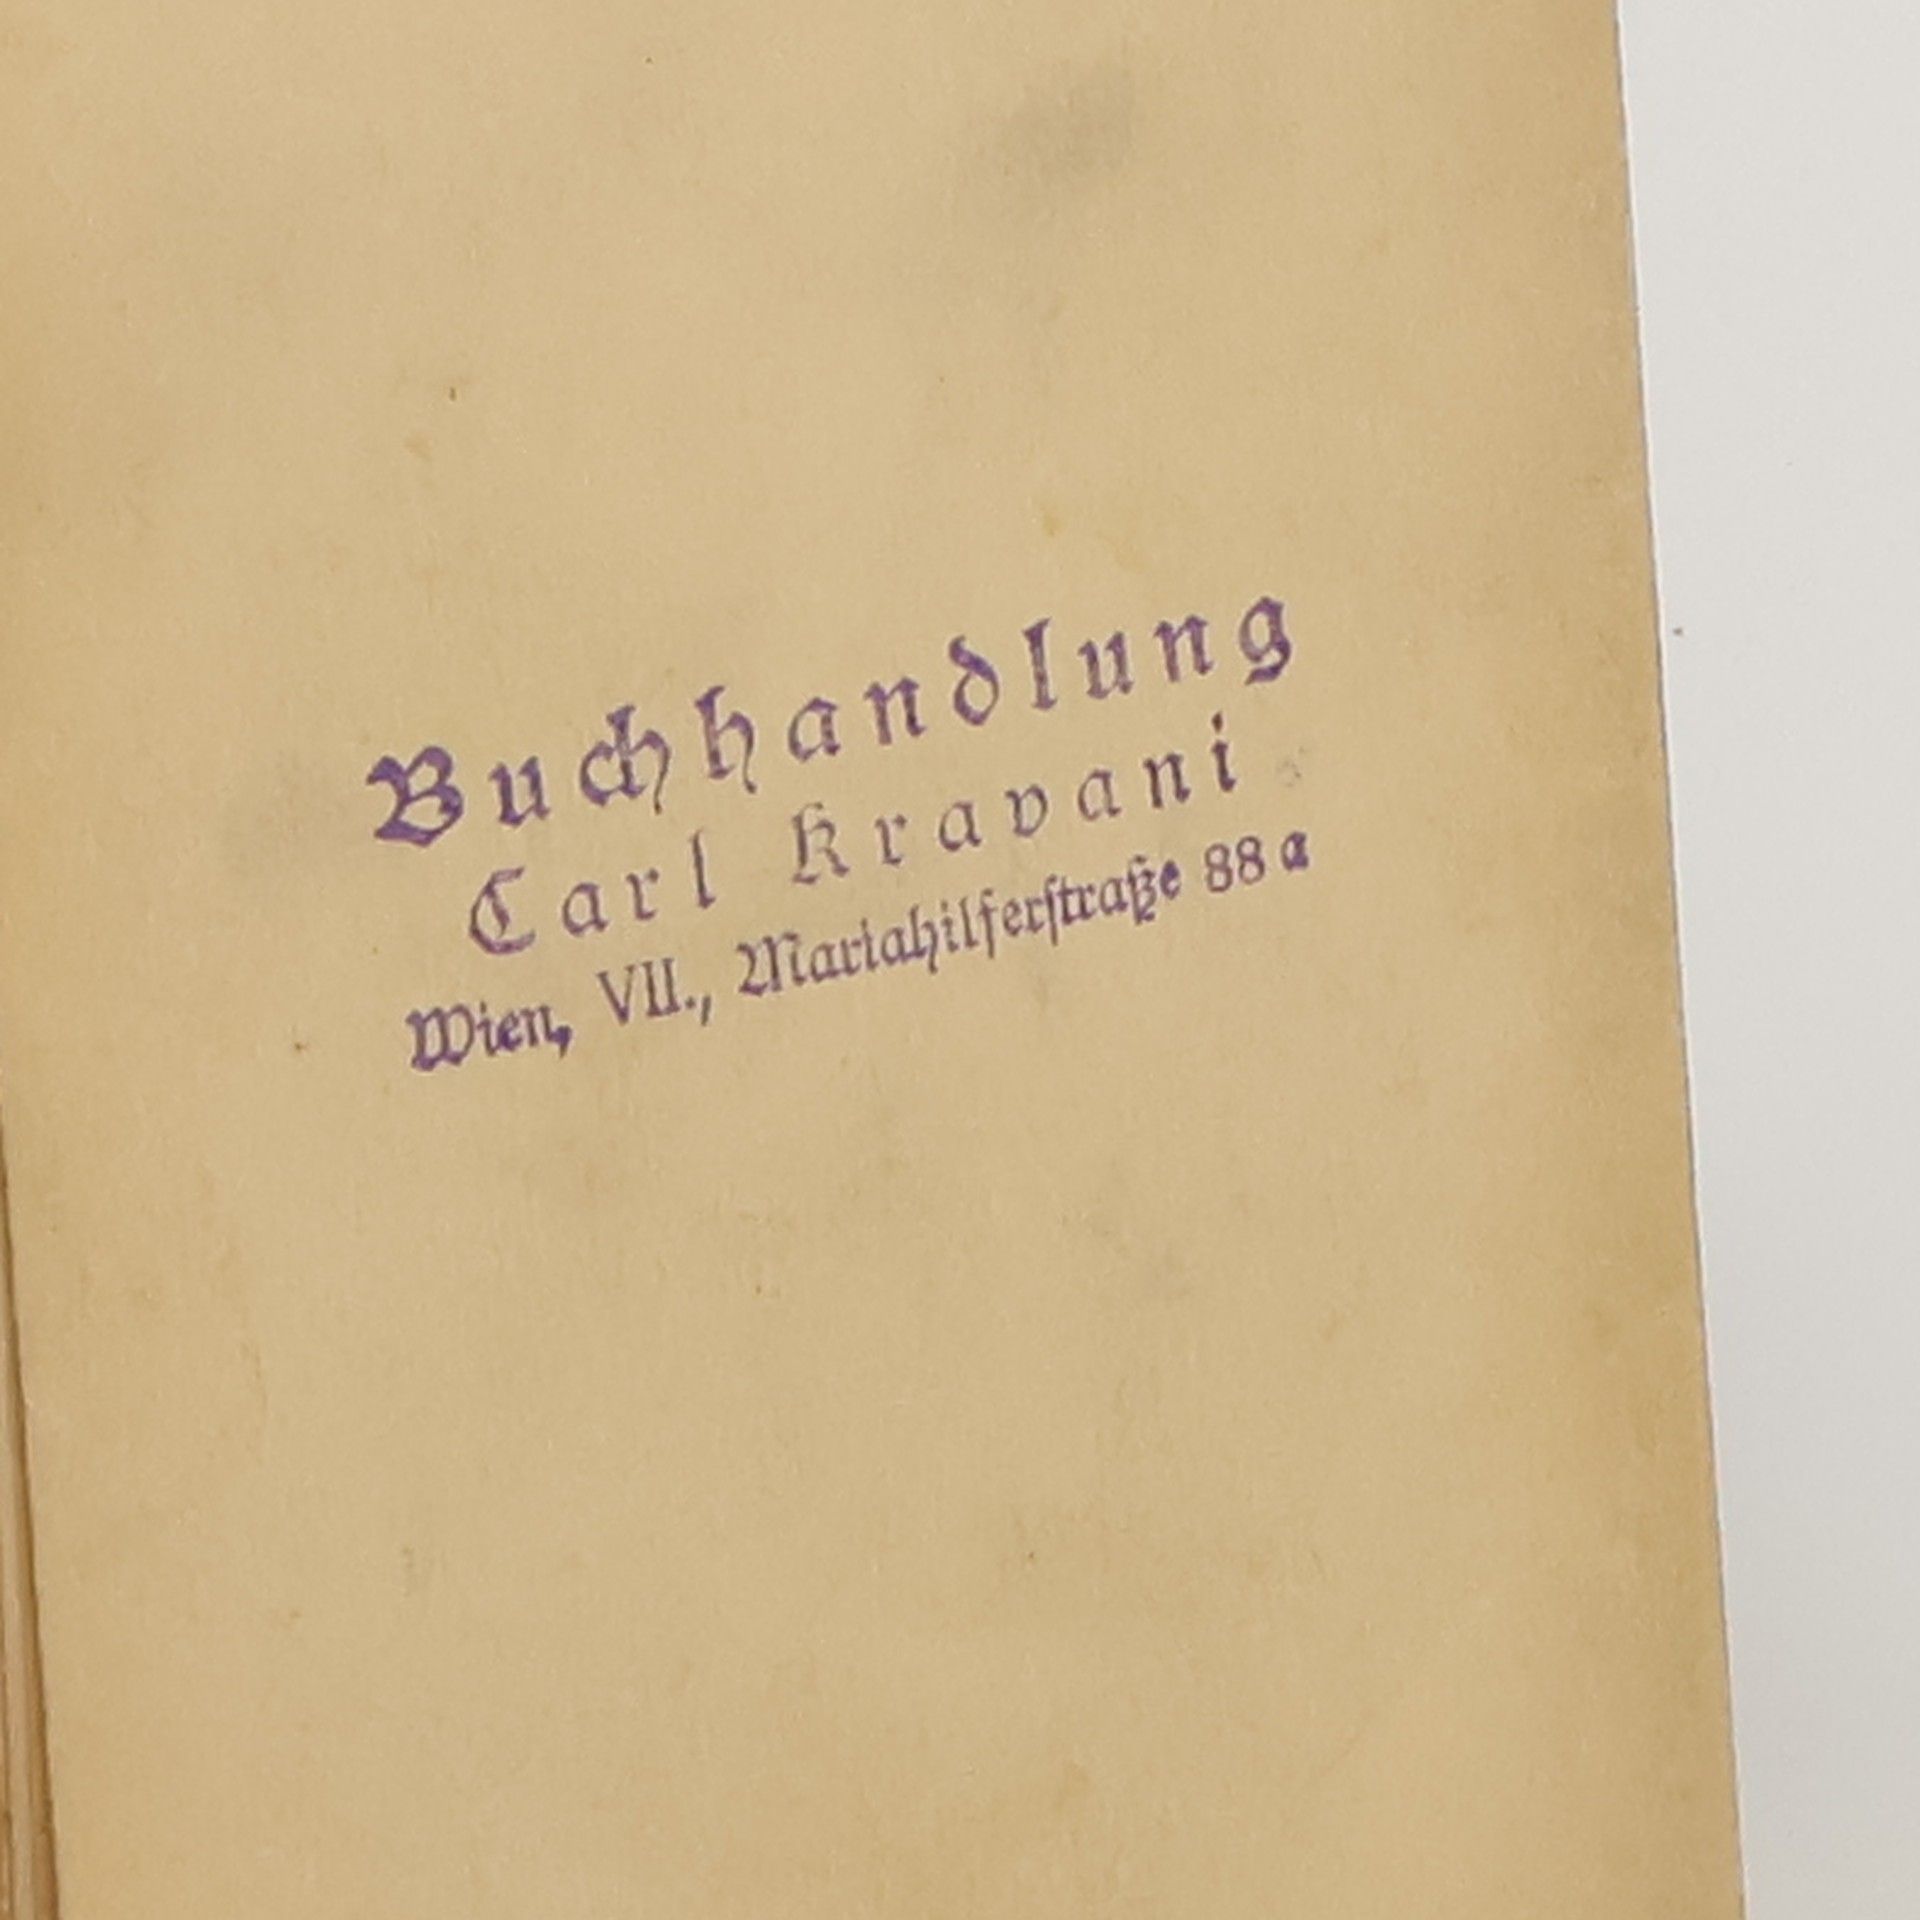 Buchhandlung
Carl Kravani
Wien, VII., Mariahilferstraße 88a